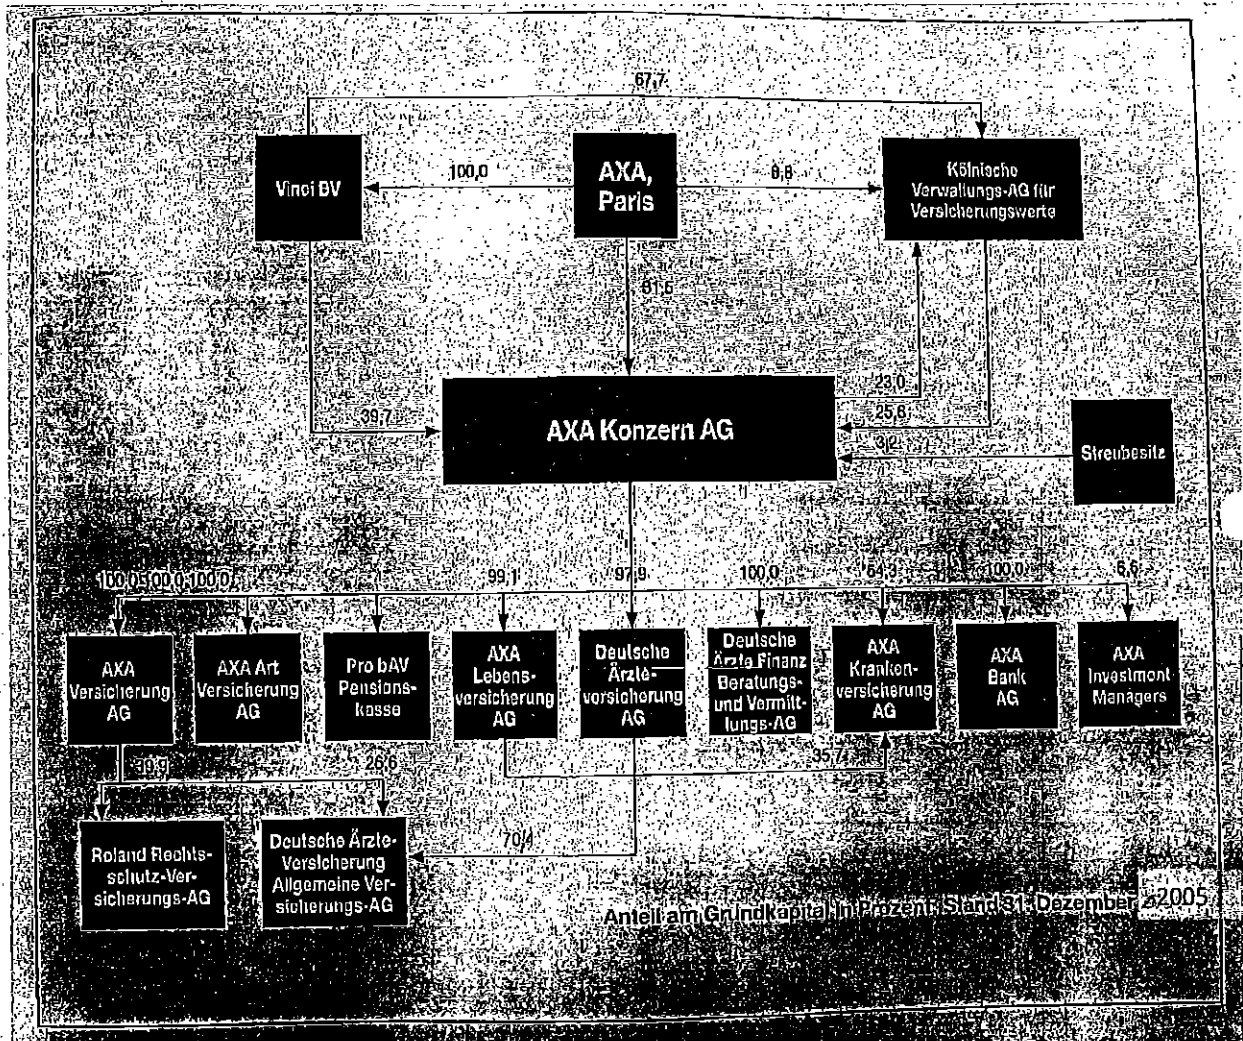 67,7
Vinci BV
100,0
AXA,
Paris
8,8
Kölnische
Verwaltungs-AG für
Versicherungswerte
31,5
39,7
AXA Konzern AG
23,0
25,6
3,2
Streubesitz
100,0 100,0 100,0
99,1
97,9
100,0
64,3
100,0
6,6
AXA
Versicherung
AG
AXA Art
Versicherung
AG
Pro bAV
Pensions-
kasse
AXA
Lebens-
versicherung
AG
Deutsche
Ärzte-
versicherung
AG
Deutsche
Ärzte Finanz
Beratungs-
und Vermitt-
lungs-AG
AXA
Kranken-
versicherung
AG
AXA
Bank
AG
AXA
Investment
Managers
39,9
26,6
35,7
Roland Rechts-
schutz-Ver-
sicherungs-AG
Deutsche Ärzte-
Versicherung
Allgemeine Ver-
sicherungs-AG
70,4
Anteil am Grundkapital in Prozent, Stand 31. Dezember 2005